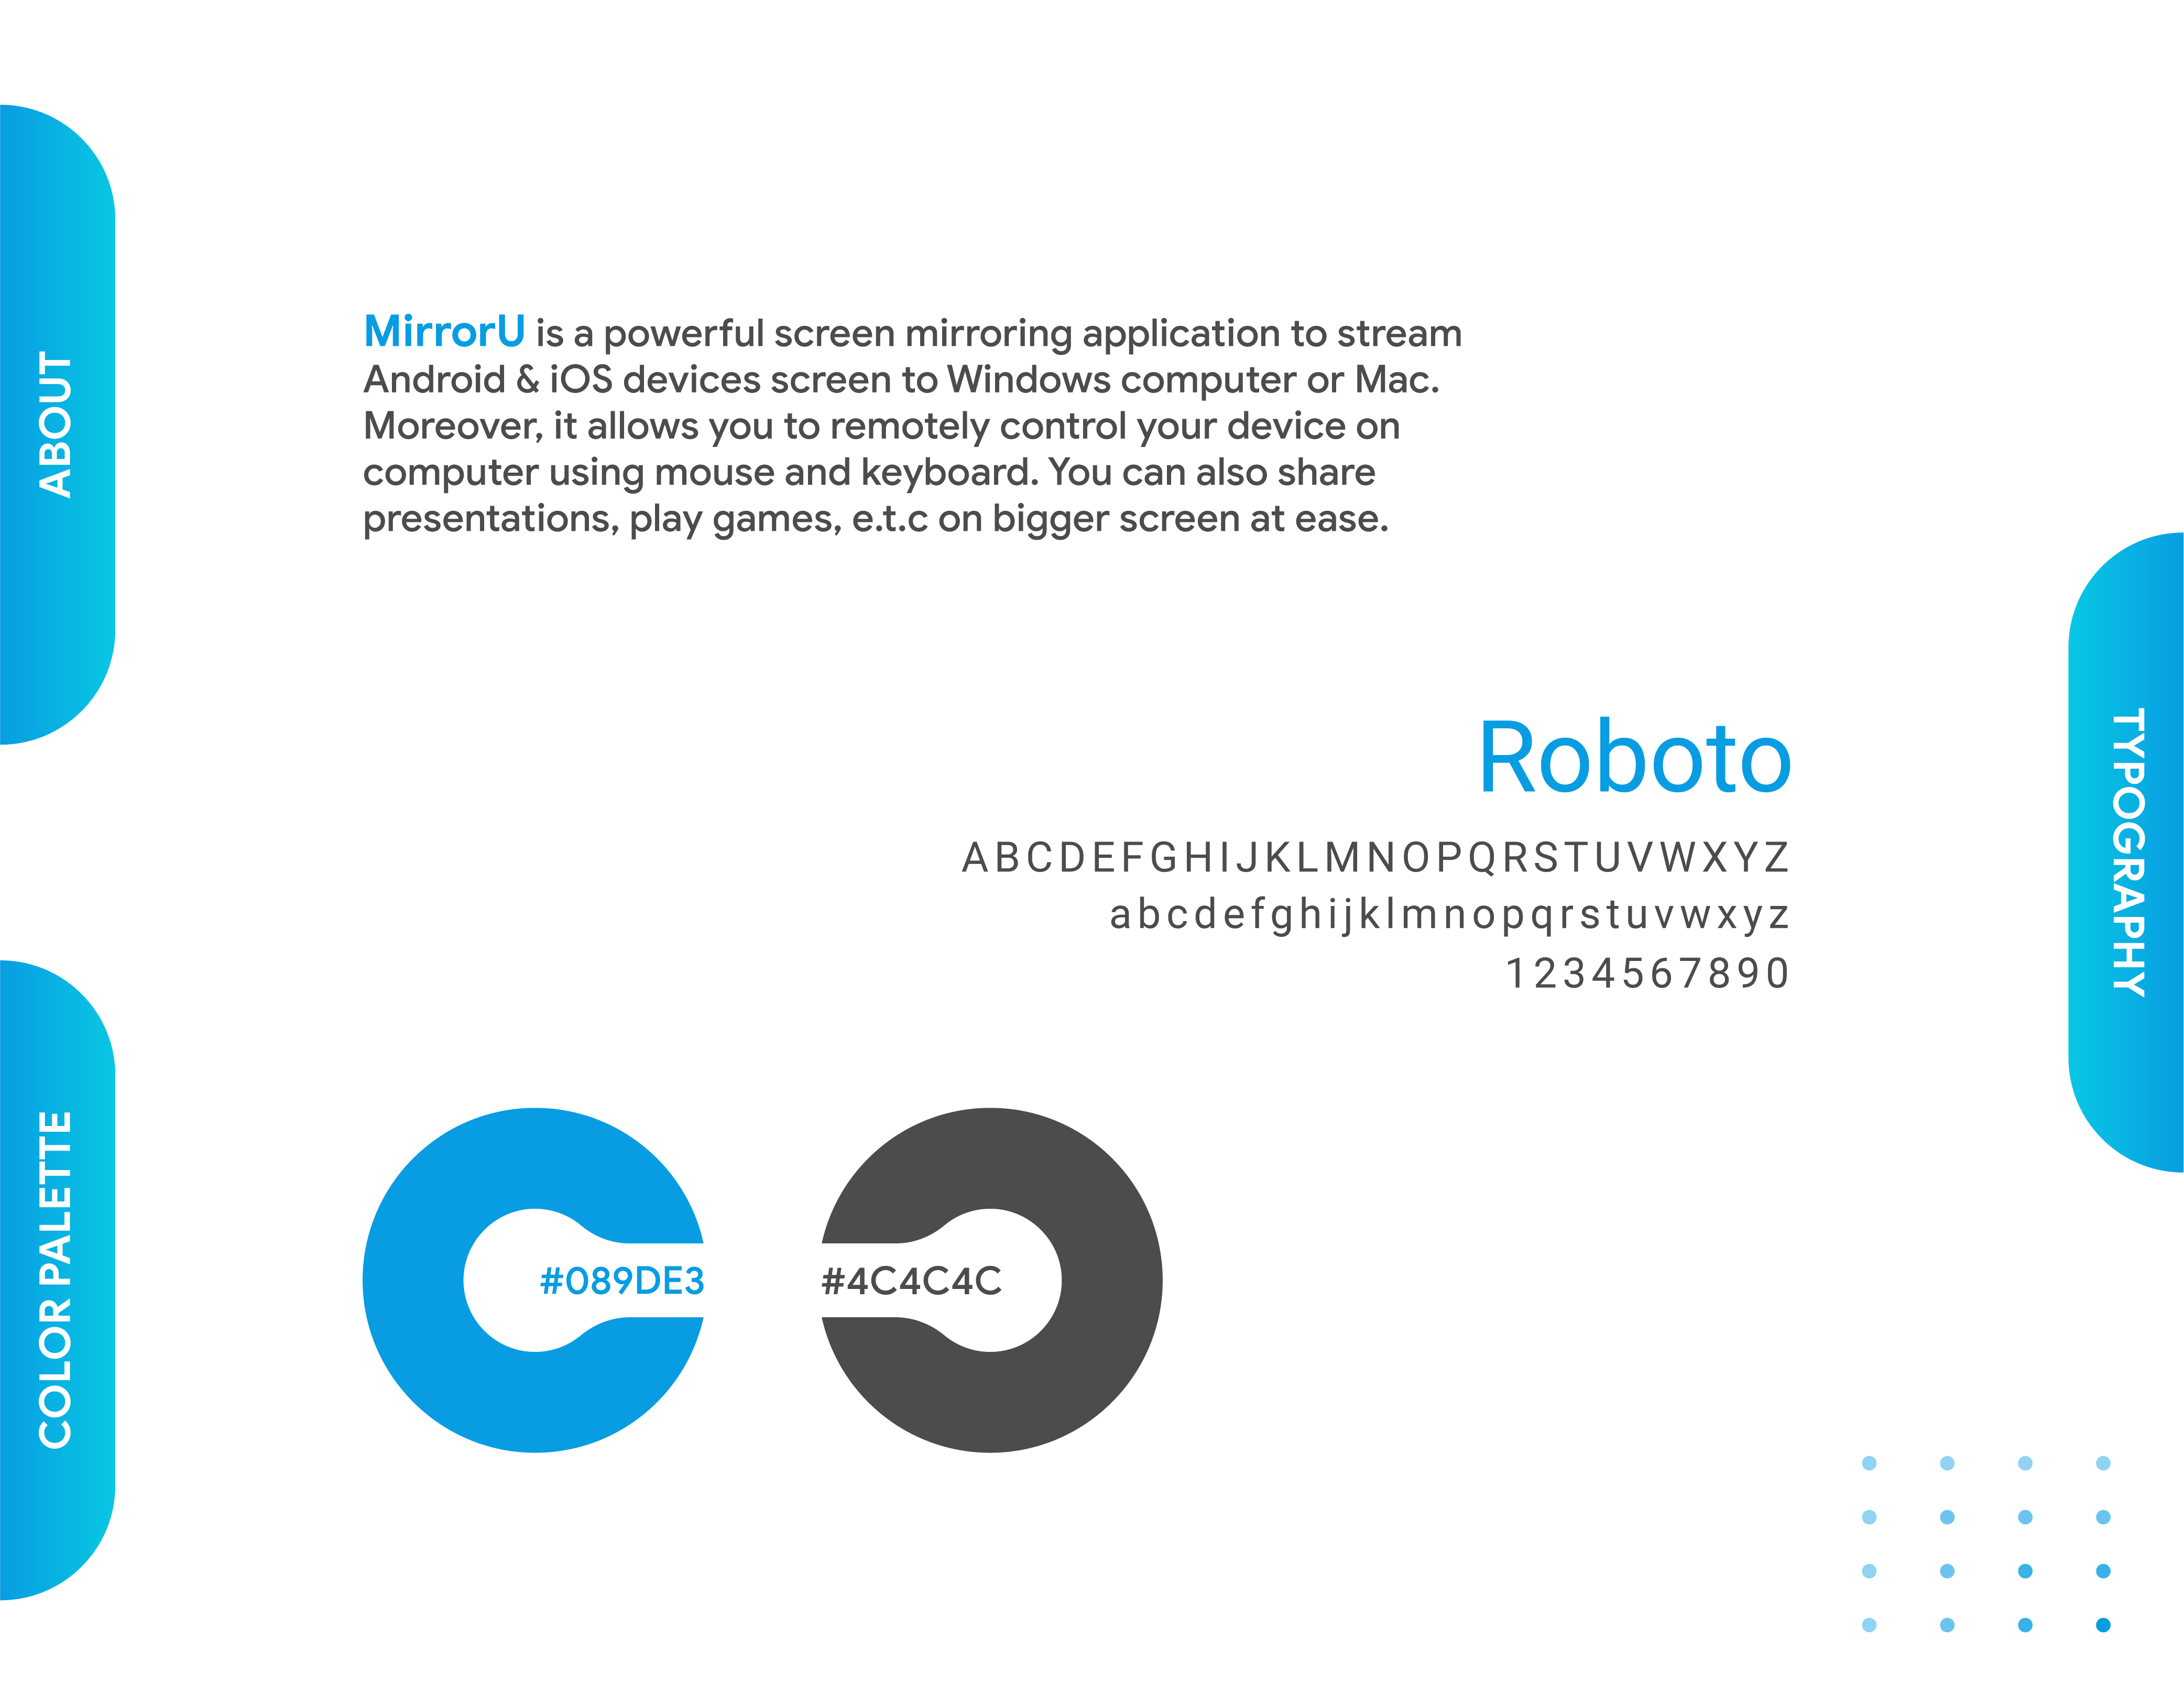 ABOUT
MirrorU is a powerful screen mirroring application to stream
Android & iOS devices screen to Windows computer or Mac.
Moreover, it allows you to remotely control your device on
computer using mouse and keyboard. You can also share
presentations, play games, e.t.c on bigger screen at ease.
TYPOGRAPHY
Roboto
ABCDEFGHIJKLMNOPQRSTUVWXYZ
abcdefghijklmnopqrstuvwxyz
1234567890
COLOR PALETTE
#089DE3
#4C4C4C